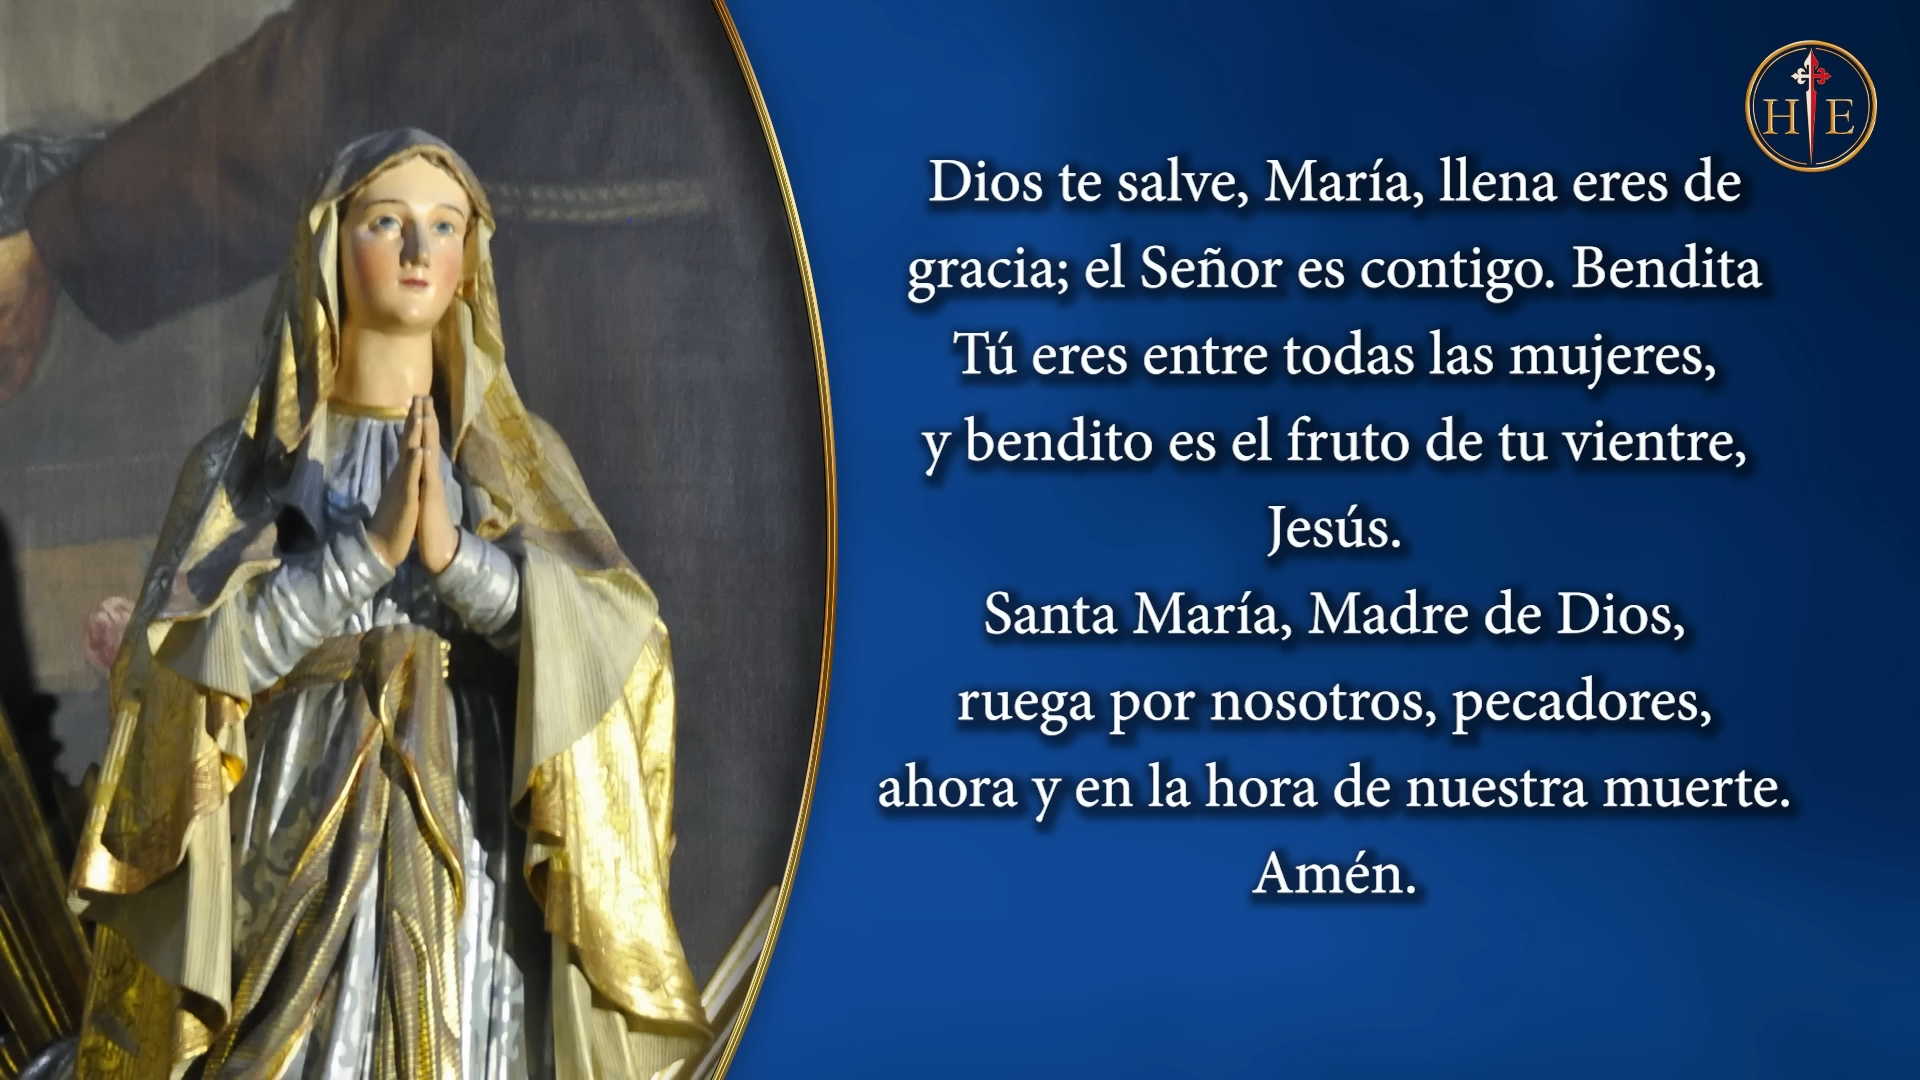 H E
Dios te salve, María, llena eres de
gracia; el Señor es contigo. Bendita
Tú eres entre todas las mujeres,
y bendito es el fruto de tu vientre,
Jesús.
Santa María, Madre de Dios,
ruega por nosotros, pecadores,
ahora y en la hora de nuestra muerte.
Amén.